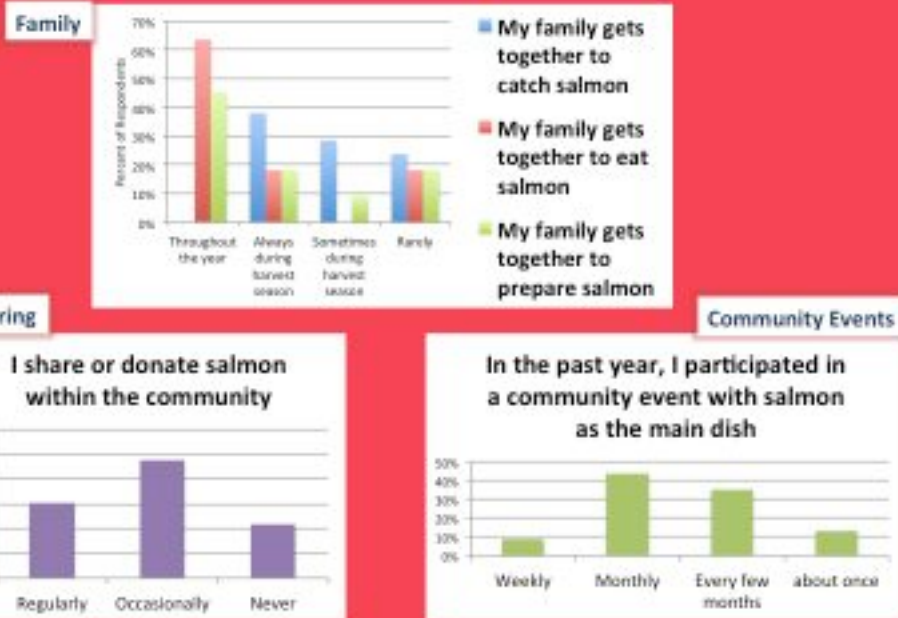 Family
70%
60%
50%
40%
30%
20%
10%
0%
Percent of Respondents
Throughout
the year
Always
during
harvest
season
Sometimes
during
harvest
season
Rarely
My family gets
together to
catch salmon
My family gets
together to eat
salmon
My family gets
together to
prepare salmon
ring
I share or donate salmon
within the community
Regularly Occasionally Never
Community Events
In the past year, I participated in
a community event with salmon
as the main dish
50%
40%
30%
20%
10%
0%
Weekly Monthly Every few
months
about once